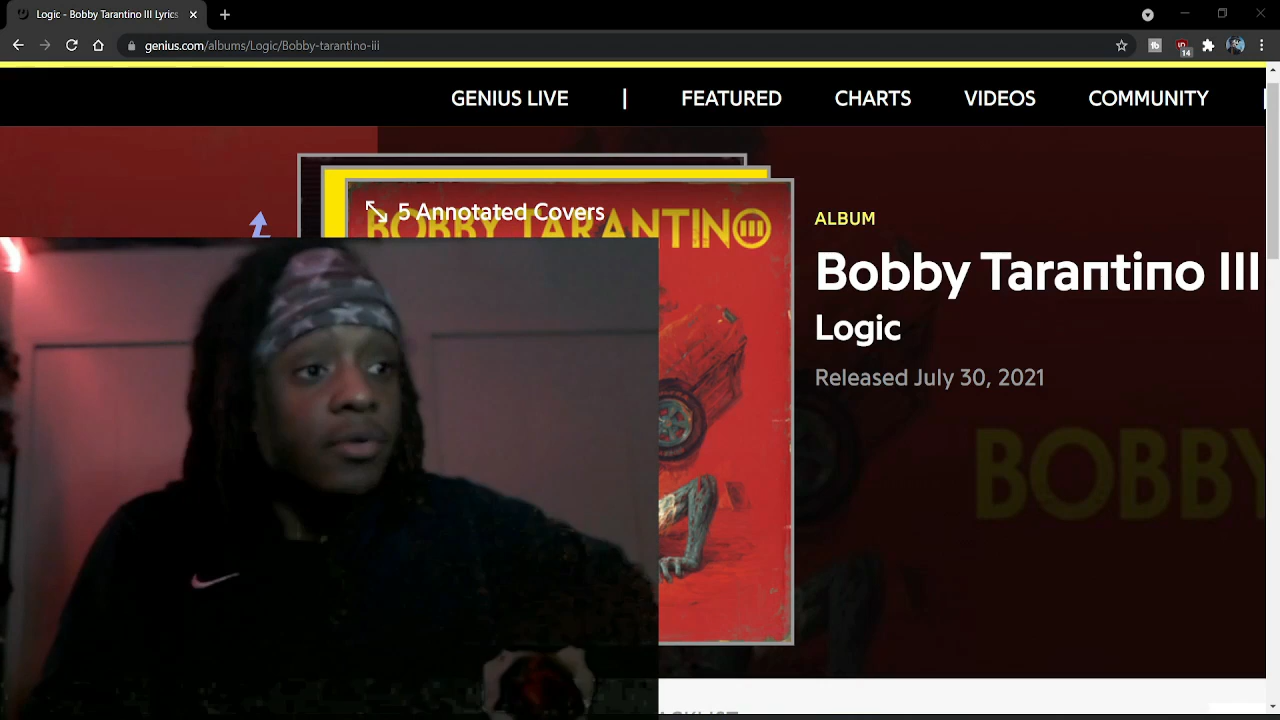 Logic - Bobby Tarantino III Lyrics
genius.com/albums/Logic/Bobby-tarantino-iii
14
GENIUS LIVE | FEATURED CHARTS VIDEOS COMMUNITY
5 Annotated Covers
BOBBY TARANTINO III
ALBUM
Bobby Tarantino III
Logic
Released July 30, 2021
BOBBY